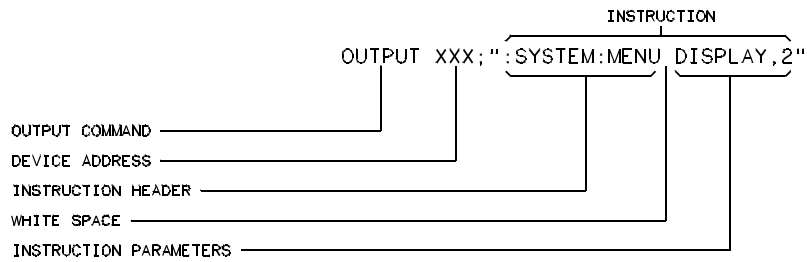 INSTRUCTION
OUTPUT XXX;":SYSTEM:MENU DISPLAY,2"
OUTPUT COMMAND
DEVICE ADDRESS
INSTRUCTION HEADER
WHITE SPACE
INSTRUCTION PARAMETERS